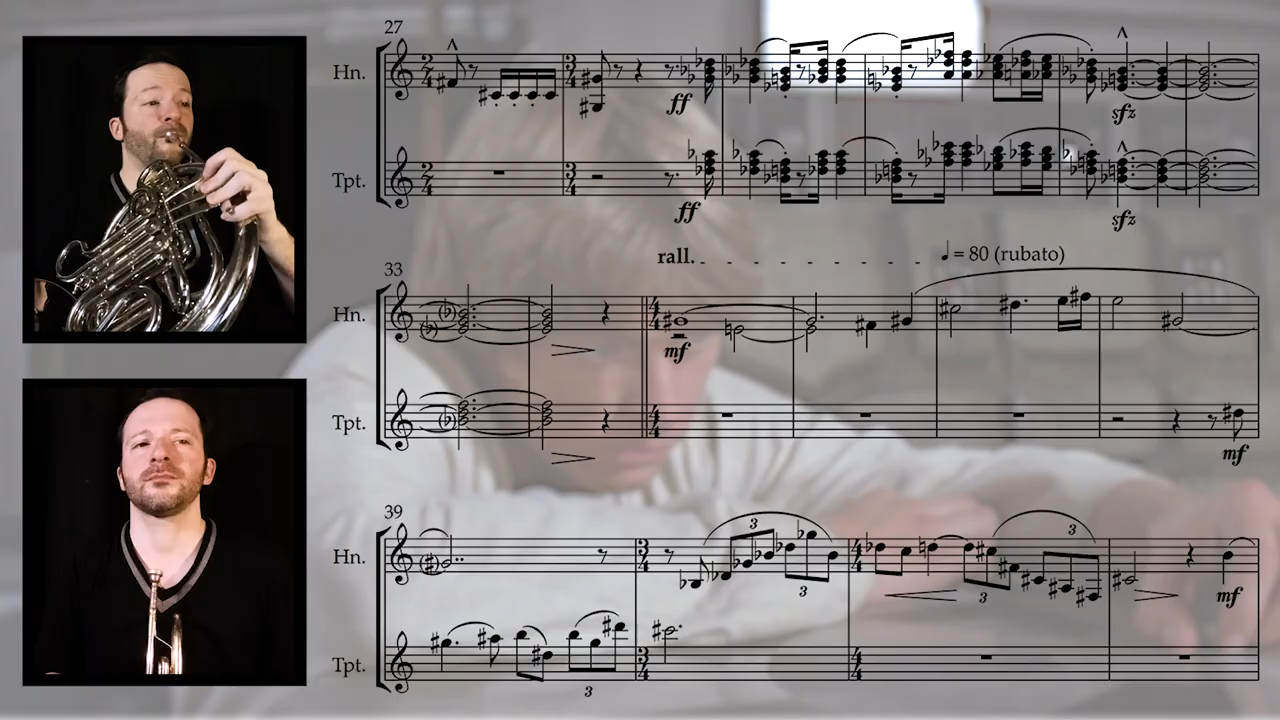 27
Hn.
ff
sfz
Tpt.
ff
sfz
rall.
♩ = 80 (rubato)
33
Hn.
mf
Tpt.
mf
39
3
3
Hn.
3
3
mf
Tpt.
3